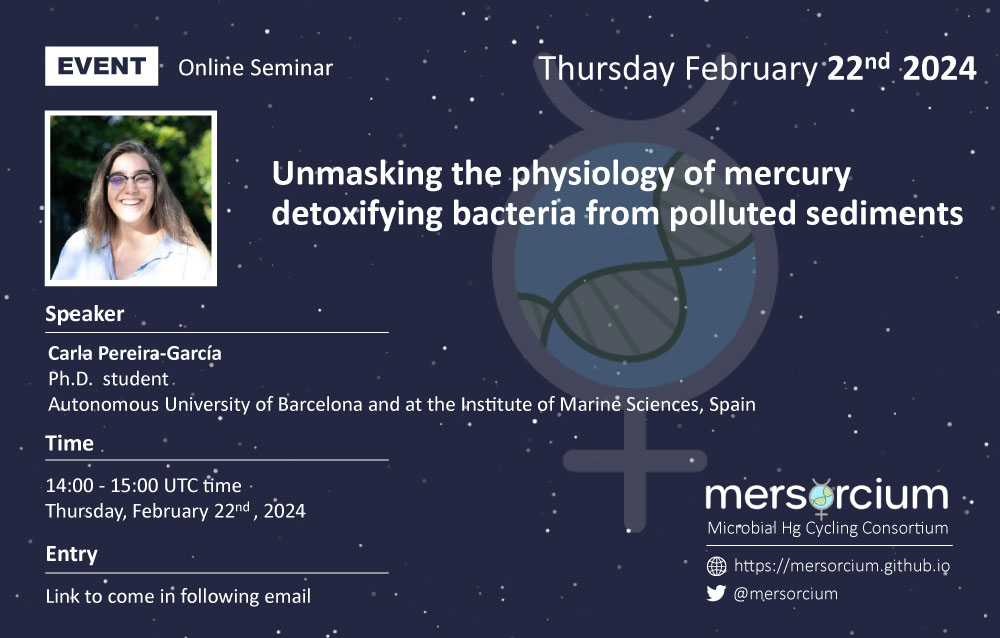 EVENT Online Seminar
Thursday February 22nd 2024
Unmasking the physiology of mercury
detoxifying bacteria from polluted sediments
Speaker
Carla Pereira-García
Ph.D. student
Autonomous University of Barcelona and at the Institute of Marine Sciences, Spain
Time
14:00 - 15:00 UTC time
Thursday, February 22nd , 2024
Entry
Link to come in following email
mersorcium
Microbial Hg Cycling Consortium
https://mersorcium.github.io
@mersorcium